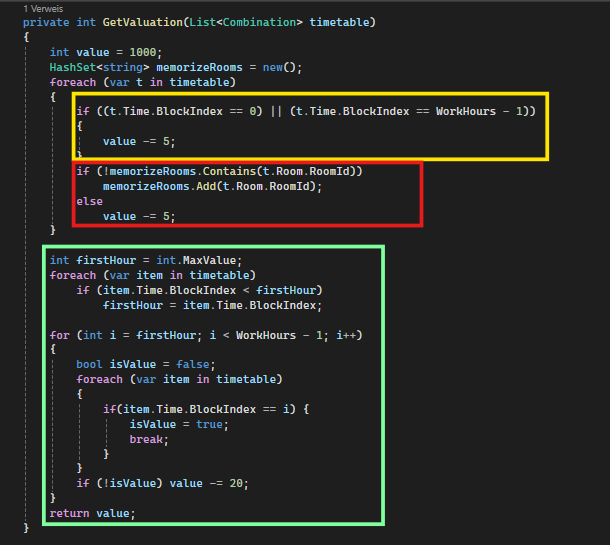 1 Verweis
private int GetValuation(List<Combination> timetable)
{
int value = 1000;
HashSet<string> memorizeRooms = new();
foreach (var t in timetable)
{
if ((t.Time.BlockIndex == 0) || (t.Time.BlockIndex == WorkHours - 1))
{
value -= 5;
}
if (!memorizeRooms.Contains(t.Room.RoomId))
memorizeRooms.Add(t.Room.RoomId);
else
value -= 5;
}
int firstHour = int.MaxValue;
foreach (var item in timetable)
if (item.Time.BlockIndex < firstHour)
firstHour = item.Time.BlockIndex;
for (int i = firstHour; i < WorkHours - 1; i++)
{
bool isValue = false;
foreach (var item in timetable)
{
if(item.Time.BlockIndex == i) {
isValue = true;
break;
}
}
if (!isValue) value -= 20;
}
return value;
}